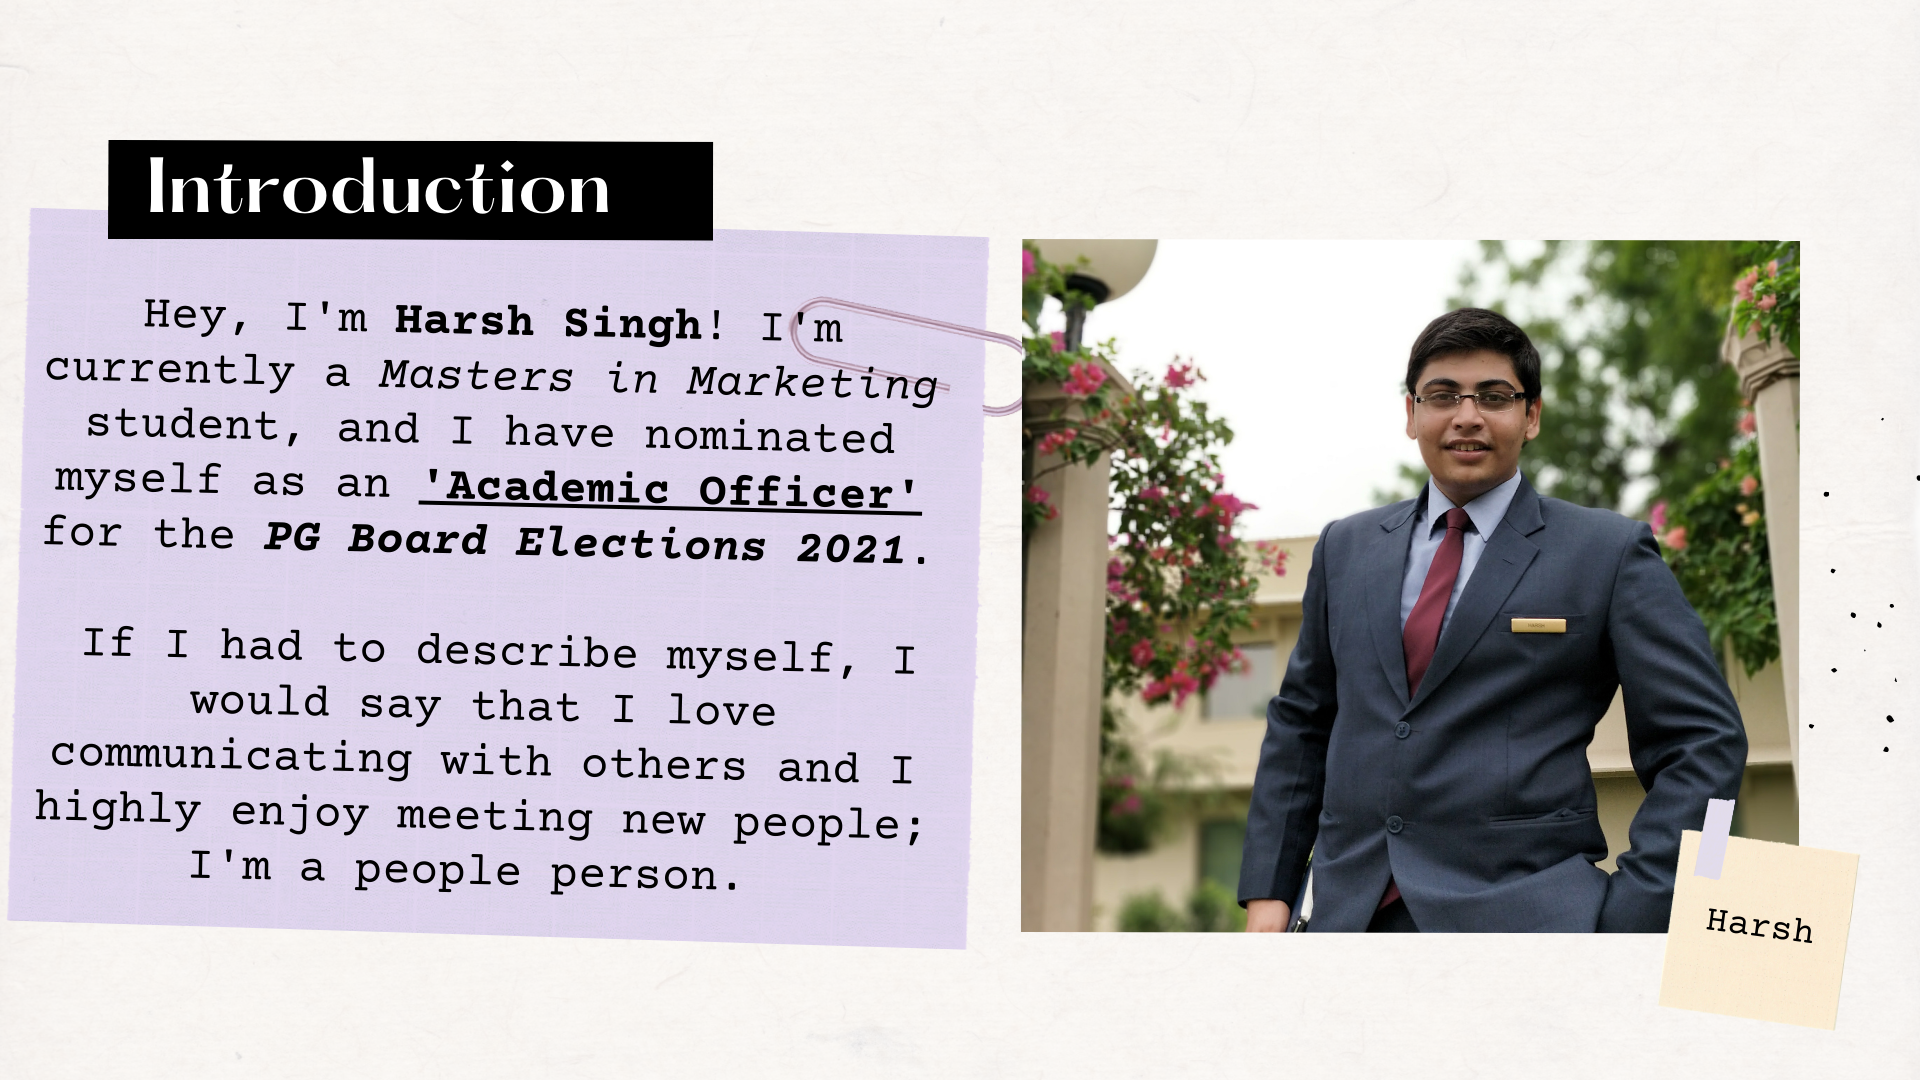 Introduction
Hey, I'm Harsh Singh! I'm
currently a Masters in Marketing
student, and I have nominated
myself as an 'Academic Officer'
for the PG Board Elections 2021.
If I had to describe myself, I
would say that I love
communicating with others and I
highly enjoy meeting new people;
I'm a people person.
Harsh